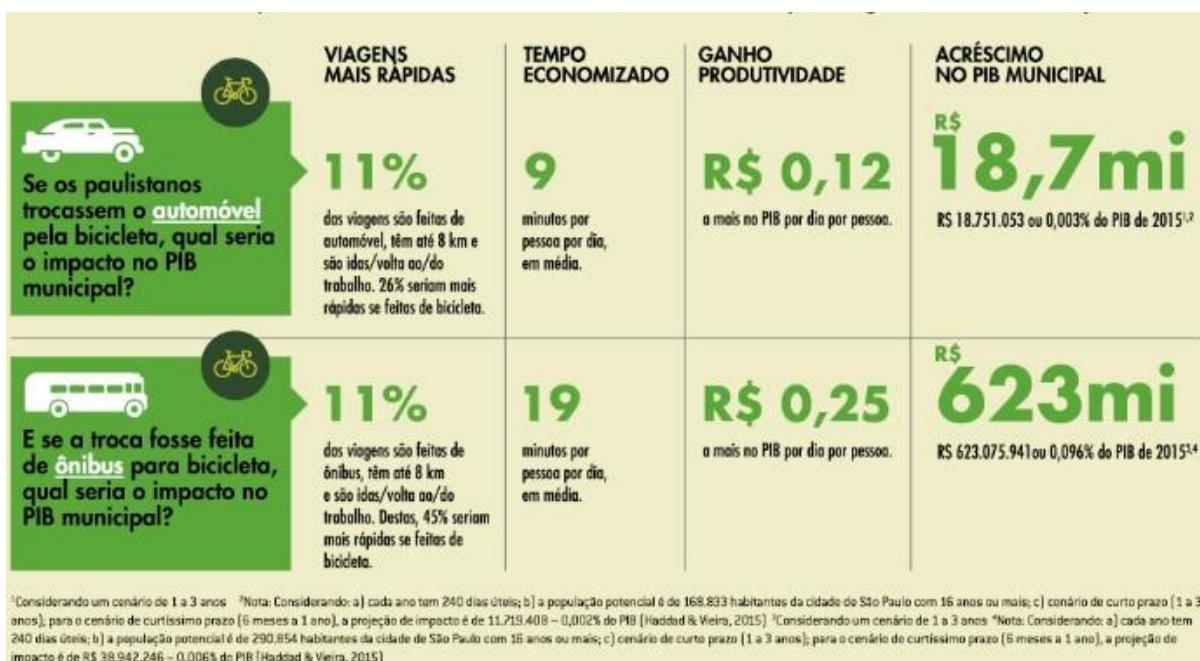 VIAGENS
MAIS RÁPIDAS
TEMPO
ECONOMIZADO
GANHO
PRODUTIVIDADE
ACRÉSCIMO
NO PIB MUNICIPAL
Se os paulistanos
trocassem o automóvel
pela bicicleta, qual seria
o impacto no PIB
municipal?
11%
das viagens são feitas de
automóvel, têm até 8 km e
são idas/volta ao/do
trabalho. 26% seriam mais
rápidas se feitas de bicicleta.
9
minutos por
pessoa por dia,
em média.
R$ 0,12
a mais no PIB por dia por pessoa.
R$
18,7mi
R$ 18.751.053 ou 0,003% do PIB de 2015¹,²
E se a troca fosse feita
de ônibus para bicicleta,
qual seria o impacto no
PIB municipal?
11%
das viagens são feitas de
ônibus, têm até 8 km
e são idas/volta ao/do
trabalho. Destas, 45% seriam
mais rápidas se feitas de
bicicleta.
19
minutos por
pessoa por dia,
em média.
R$ 0,25
a mais no PIB por dia por pessoa.
R$
623mi
R$ 623.075.941ou 0,096% do PIB de 2015³,⁴
¹Considerando um cenário de 1 a 3 anos ²Nota: Considerando: a) cada ano tem 240 dias úteis; b) a população potencial é de 168.833 habitantes da cidade de São Paulo com 16 anos ou mais; c) cenário de curto prazo (1 a 3
anos); para o cenário de curtíssimo prazo (6 meses a 1 ano), a projeção de impacto é de 11.719.408 – 0,002% do PIB (Haddad & Vieira, 2015) ³Considerando um cenário de 1 a 3 anos ⁴Nota: Considerando: a) cada ano tem
240 dias úteis; b) a população potencial é de 290.854 habitantes da cidade de São Paulo com 16 anos ou mais; c) cenário de curto prazo (1 a 3 anos); para o cenário de curtíssimo prazo (6 meses a 1 ano), a projeção de
impacto é de R$ 38.942.246 – 0,006% do PIB (Haddad & Vieira, 2015)